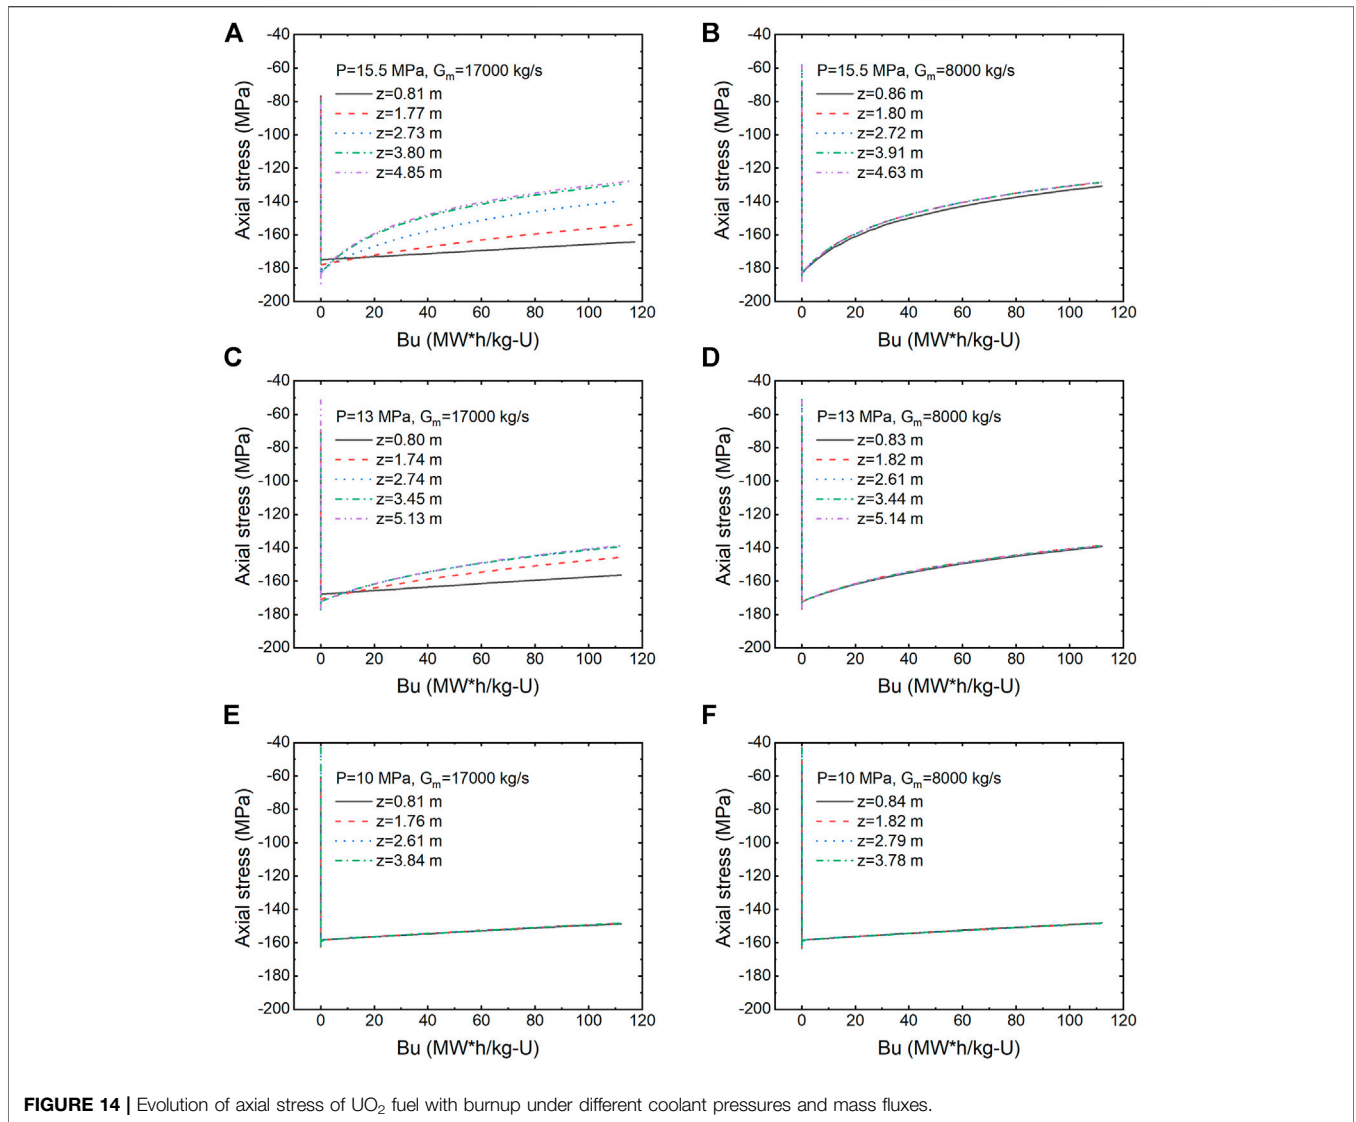 A
-40
-60
-80
-100
-120
-140
-160
-180
-200
Axial stress (MPa)
P=15.5 MPa, Gm=17000 kg/s
z=0.81 m
z=1.77 m
z=2.73 m
z=3.80 m
z=4.85 m
0 20 40 60 80 100 120
Bu (MW*h/kg-U)
B
-40
-60
-80
-100
-120
-140
-160
-180
-200
Axial stress (MPa)
P=15.5 MPa, Gm=8000 kg/s
z=0.86 m
z=1.80 m
z=2.72 m
z=3.91 m
z=4.63 m
0 20 40 60 80 100 120
Bu (MW*h/kg-U)
C
-40
-60
-80
-100
-120
-140
-160
-180
-200
Axial stress (MPa)
P=13 MPa, Gm=17000 kg/s
z=0.80 m
z=1.74 m
z=2.74 m
z=3.45 m
z=5.13 m
0 20 40 60 80 100 120
Bu (MW*h/kg-U)
D
-40
-60
-80
-100
-120
-140
-160
-180
-200
Axial stress (MPa)
P=13 MPa, Gm=8000 kg/s
z=0.83 m
z=1.82 m
z=2.61 m
z=3.44 m
z=5.14 m
0 20 40 60 80 100 120
Bu (MW*h/kg-U)
E
-40
-60
-80
-100
-120
-140
-160
-180
-200
Axial stress (MPa)
P=10 MPa, Gm=17000 kg/s
z=0.81 m
z=1.76 m
z=2.61 m
z=3.84 m
0 20 40 60 80 100 120
Bu (MW*h/kg-U)
F
-40
-60
-80
-100
-120
-140
-160
-180
-200
Axial stress (MPa)
P=10 MPa, Gm=8000 kg/s
z=0.84 m
z=1.82 m
z=2.79 m
z=3.78 m
0 20 40 60 80 100 120
Bu (MW*h/kg-U)
FIGURE 14 | Evolution of axial stress of UO2 fuel with burnup under different coolant pressures and mass fluxes.